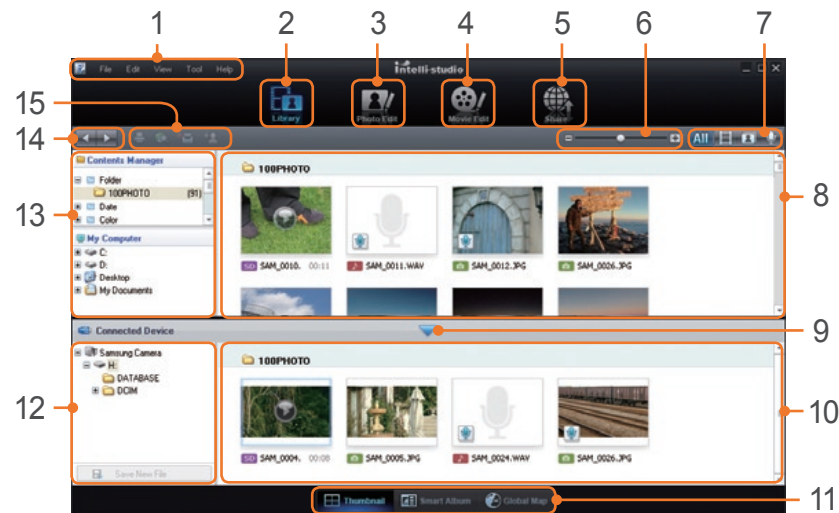 1 2 3 4 5 6 7
File Edit View Tool Help
intelli-studio
15
Library Photo Edit Movie Edit Share
14
All
Contents Manager
Folder
100PHOTO (91)
Date
Color
13
My Computer
C:
D:
Desktop
My Documents
100PHOTO
8
SD SAM_0010. 00:11
SAM_0011.WAV
SAM_0012.JPG
SAM_0026.JPG
Connected Device
9
Samsung Camera
H:
DATABASE
DCIM
12
Save New File
100PHOTO
10
SD SAM_0004. 00:08
SAM_0005.JPG
SAM_0024.WAV
SAM_0026.JPG
Thumbnail Smart Album Global Map
11